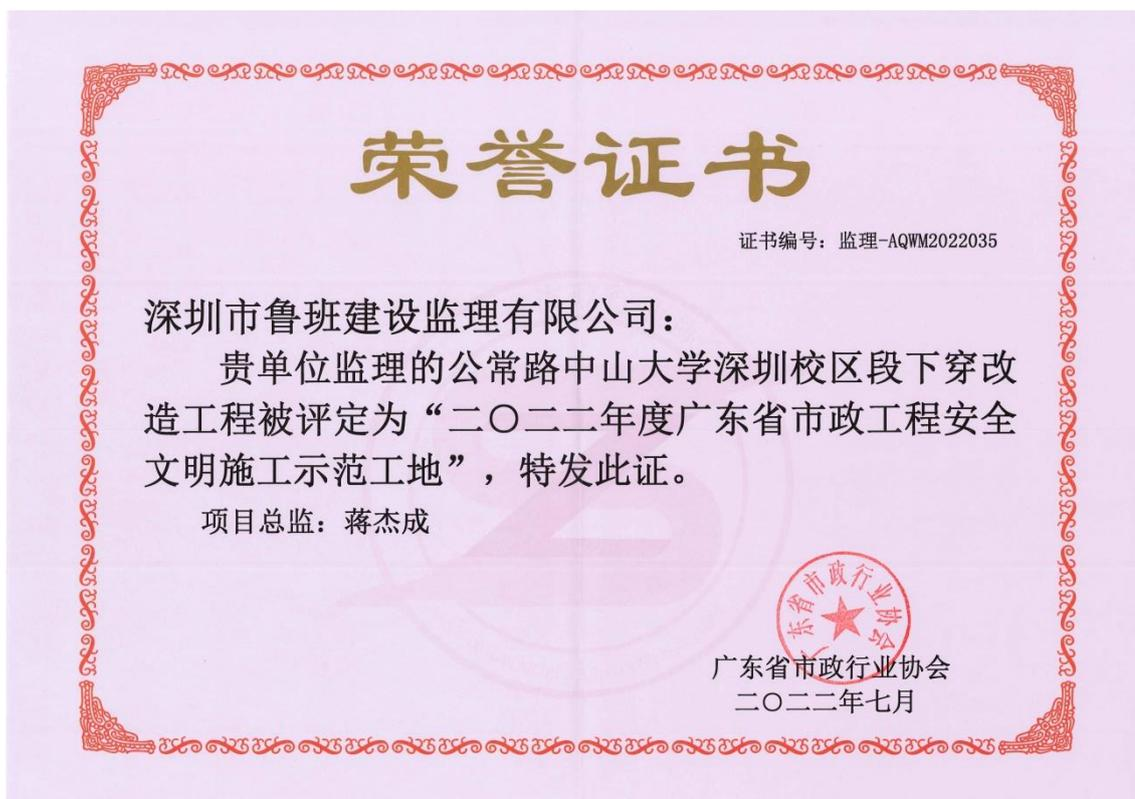 荣誉证书
证书编号：监理-AQWM2022035
深圳市鲁班建设监理有限公司：
贵单位监理的公常路中山大学深圳校区段下穿改
造工程被评定为“二〇二二年度广东省市政工程安全
文明施工示范工地”，特发此证。
项目总监：蒋杰成
广东省市政行业协会
广东省市政行业协会
二〇二二年七月